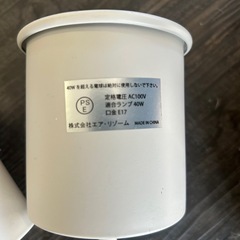 40Wを超える電球は絶対に使用しないで下さい。
PS
E
定格電圧 AC100V
適合ランプ 40W
口金 E17
株式会社エア・リゾーム
MADE IN CHINA